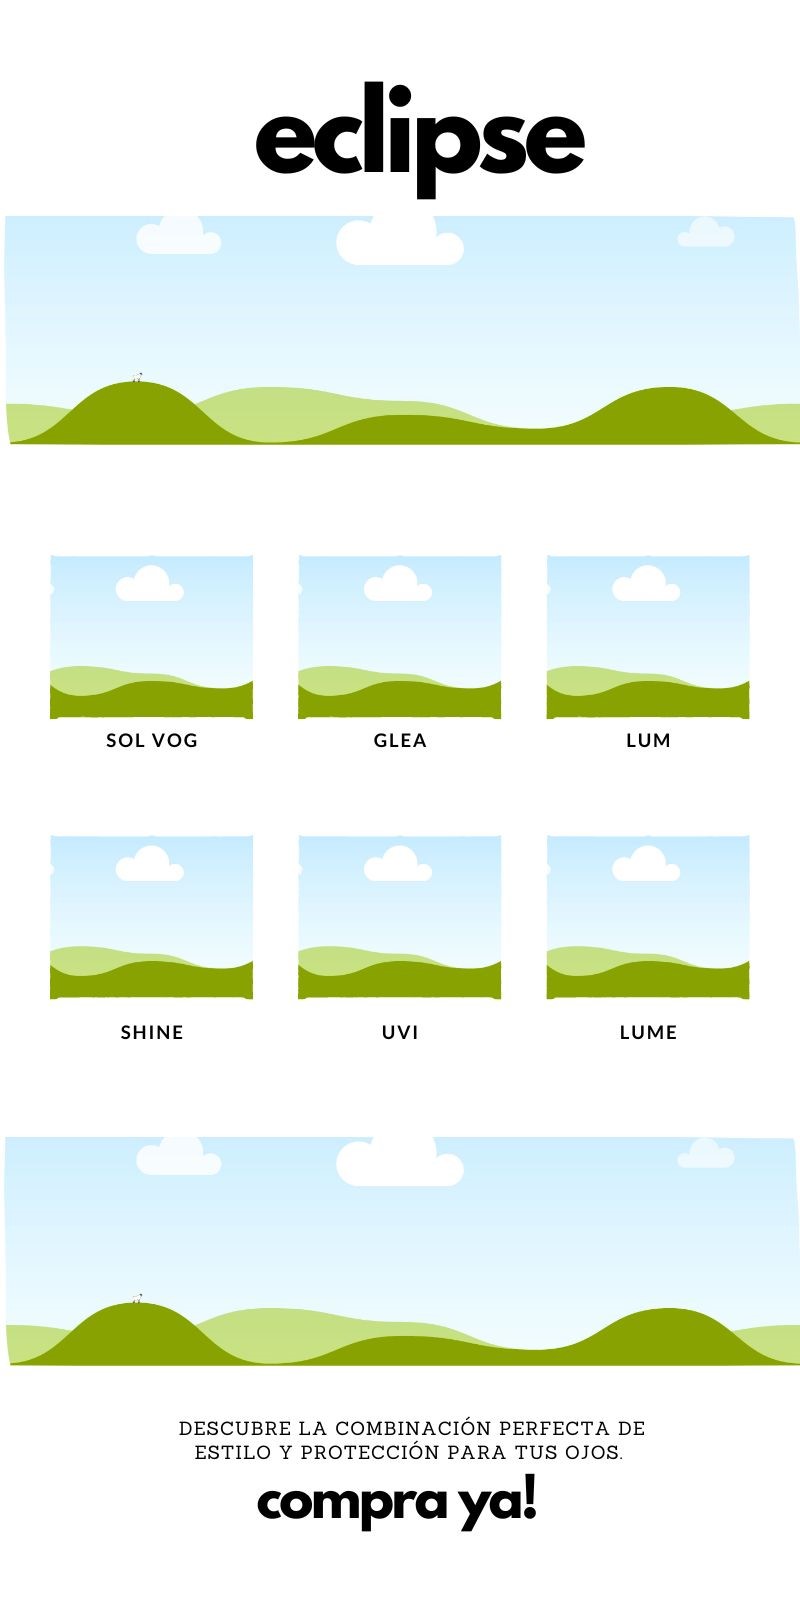 eclipse
SOL VOG
GLEA
LUM
SHINE
UVI
LUME
DESCUBRE LA COMBINACIÓN PERFECTA DE
ESTILO Y PROTECCIÓN PARA TUS OJOS.
compra ya!